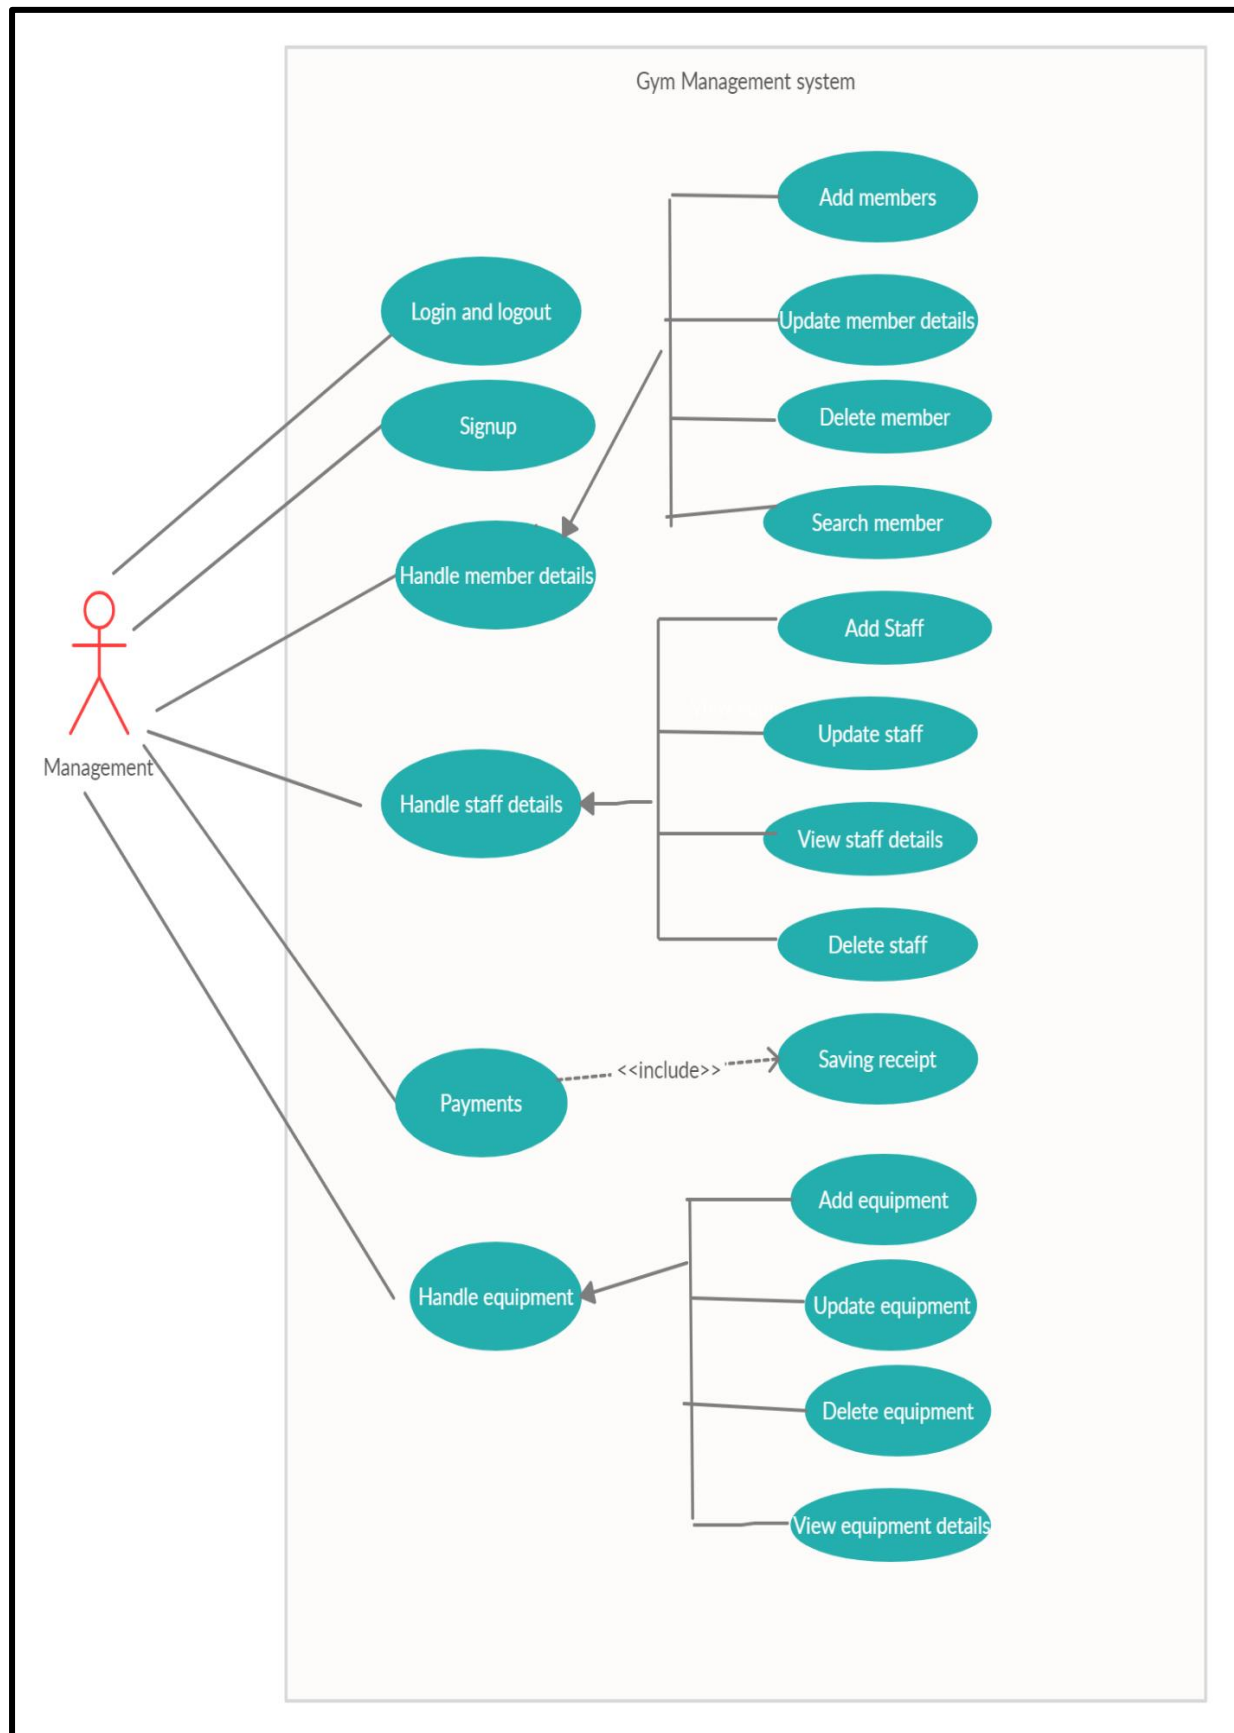 Gym Management system
Add members
Login and logout
Update member details
Signup
Delete member
Search member
Handle member details
Add Staff
Update staff
Management
Handle staff details
View staff details
Delete staff
Payments
<<include>>
Saving receipt
Add equipment
Handle equipment
Update equipment
Delete equipment
View equipment details